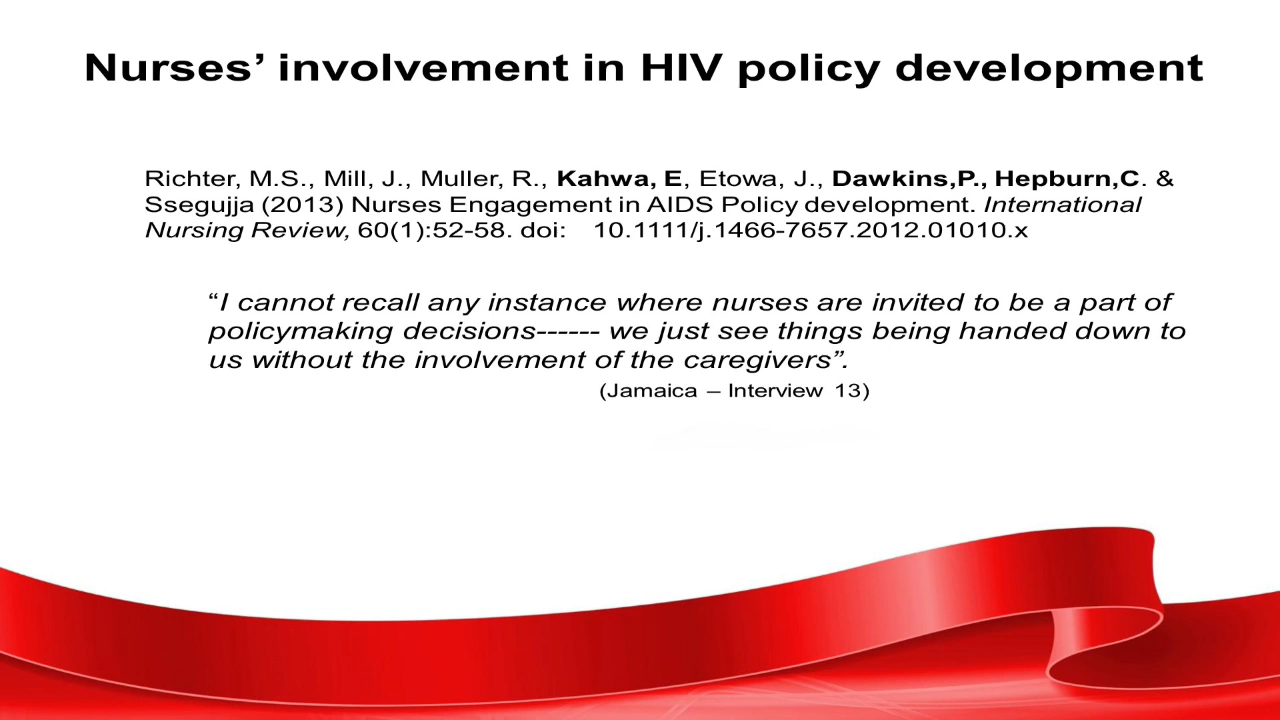 Nurses’ involvement in HIV policy development
Richter, M.S., Mill, J., Muller, R., Kahwa, E, Etowa, J., Dawkins,P., Hepburn,C. &
Ssegujja (2013) Nurses Engagement in AIDS Policy development. International
Nursing Review, 60(1):52-58. doi: 10.1111/j.1466-7657.2012.01010.x
“I cannot recall any instance where nurses are invited to be a part of
policymaking decisions------ we just see things being handed down to
us without the involvement of the caregivers”.
(Jamaica – Interview 13)